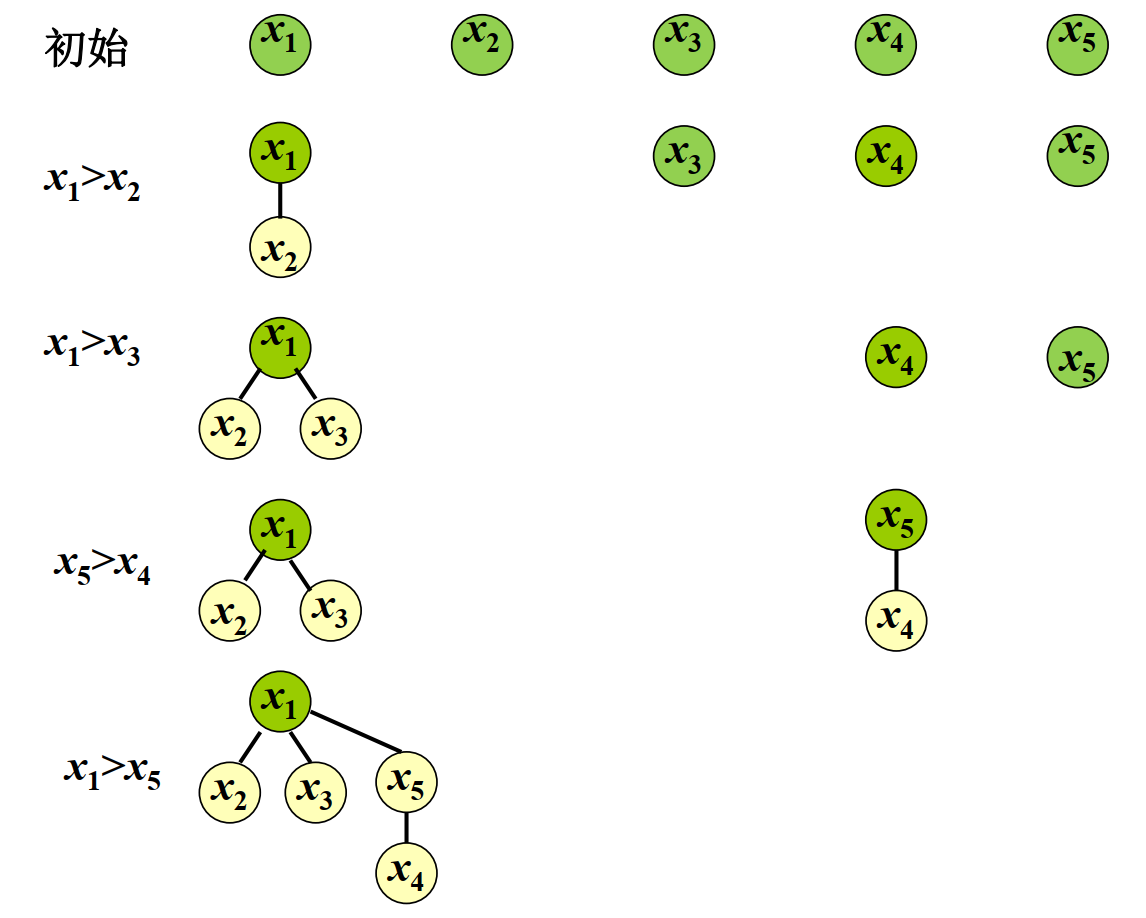 初始 x₁ x₂ x₃ x₄ x₅
x₁>x₂ x₁ x₃ x₄ x₅
x₂
x₁>x₃ x₁ x₄ x₅
x₂ x₃
x₅>x₄ x₁ x₅
x₂ x₃ x₄
x₁>x₅ x₁
x₂ x₃ x₅
x₄